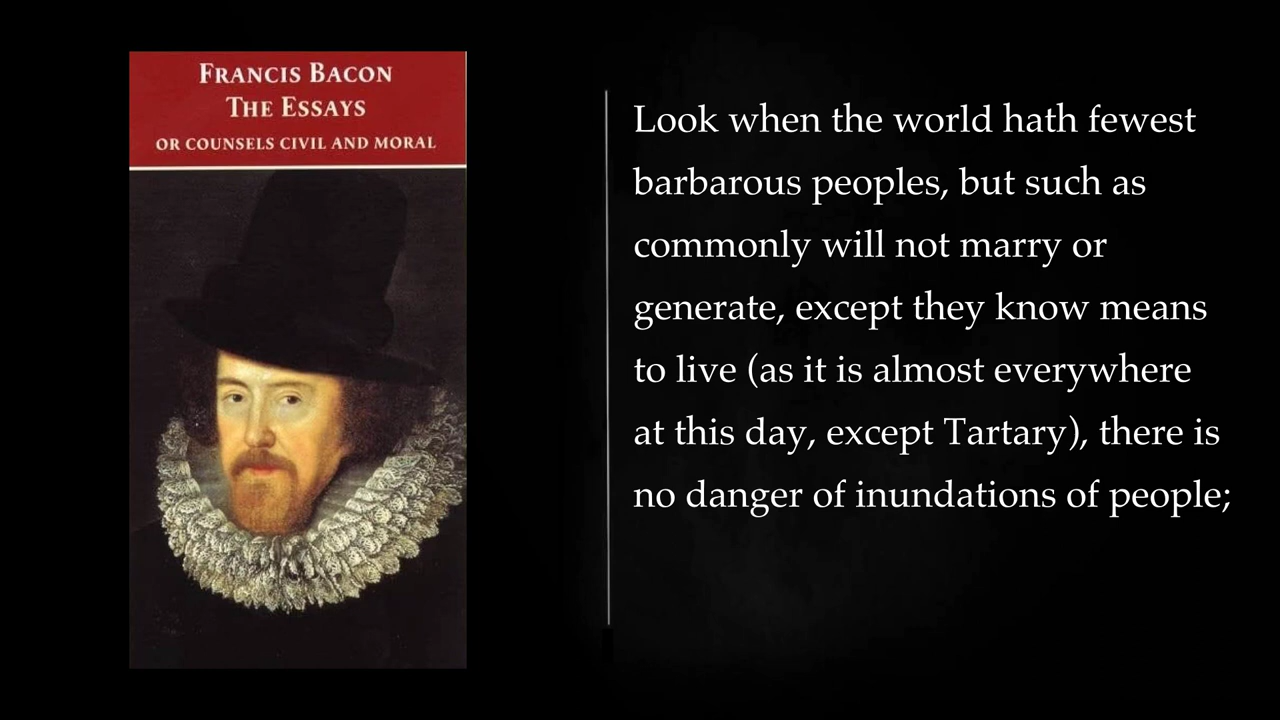 FRANCIS BACON
THE ESSAYS
OR COUNSELS CIVIL AND MORAL
Look when the world hath fewest
barbarous peoples, but such as
commonly will not marry or
generate, except they know means
to live (as it is almost everywhere
at this day, except Tartary), there is
no danger of inundations of people;